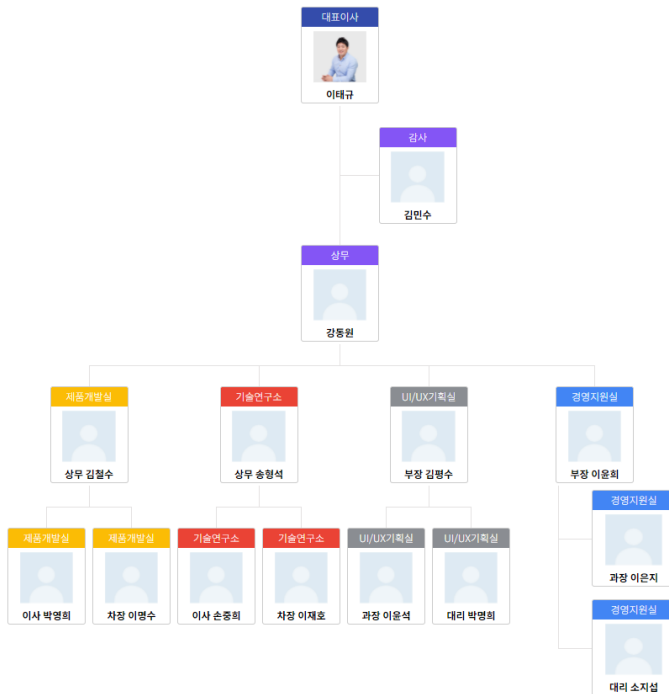 대표이사
이태규
감사
김민수
상무
강동원
제품개발실
상무 김철수
기술연구소
상무 송형석
UI/UX기획실
부장 김평수
경영지원실
부장 이윤희
제품개발실
이사 박영희
제품개발실
차장 이명수
기술연구소
이사 손중희
기술연구소
차장 이재호
UI/UX기획실
과장 이윤석
UI/UX기획실
대리 박명희
경영지원실
과장 이은지
경영지원실
대리 소지섭